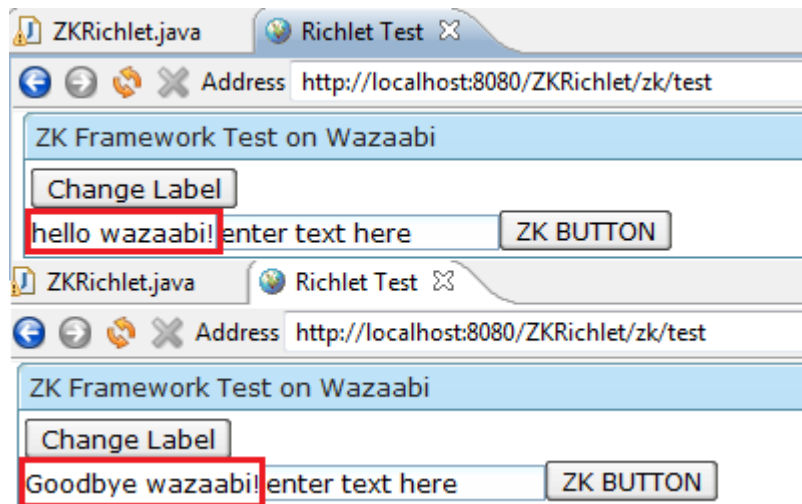 ZKRichlet.java Richlet Test
Address http://localhost:8080/ZKRichlet/zk/test
ZK Framework Test on Wazaabi
Change Label
hello wazaabi! enter text here ZK BUTTON
ZKRichlet.java Richlet Test
Address http://localhost:8080/ZKRichlet/zk/test
ZK Framework Test on Wazaabi
Change Label
Goodbye wazaabi! enter text here ZK BUTTON